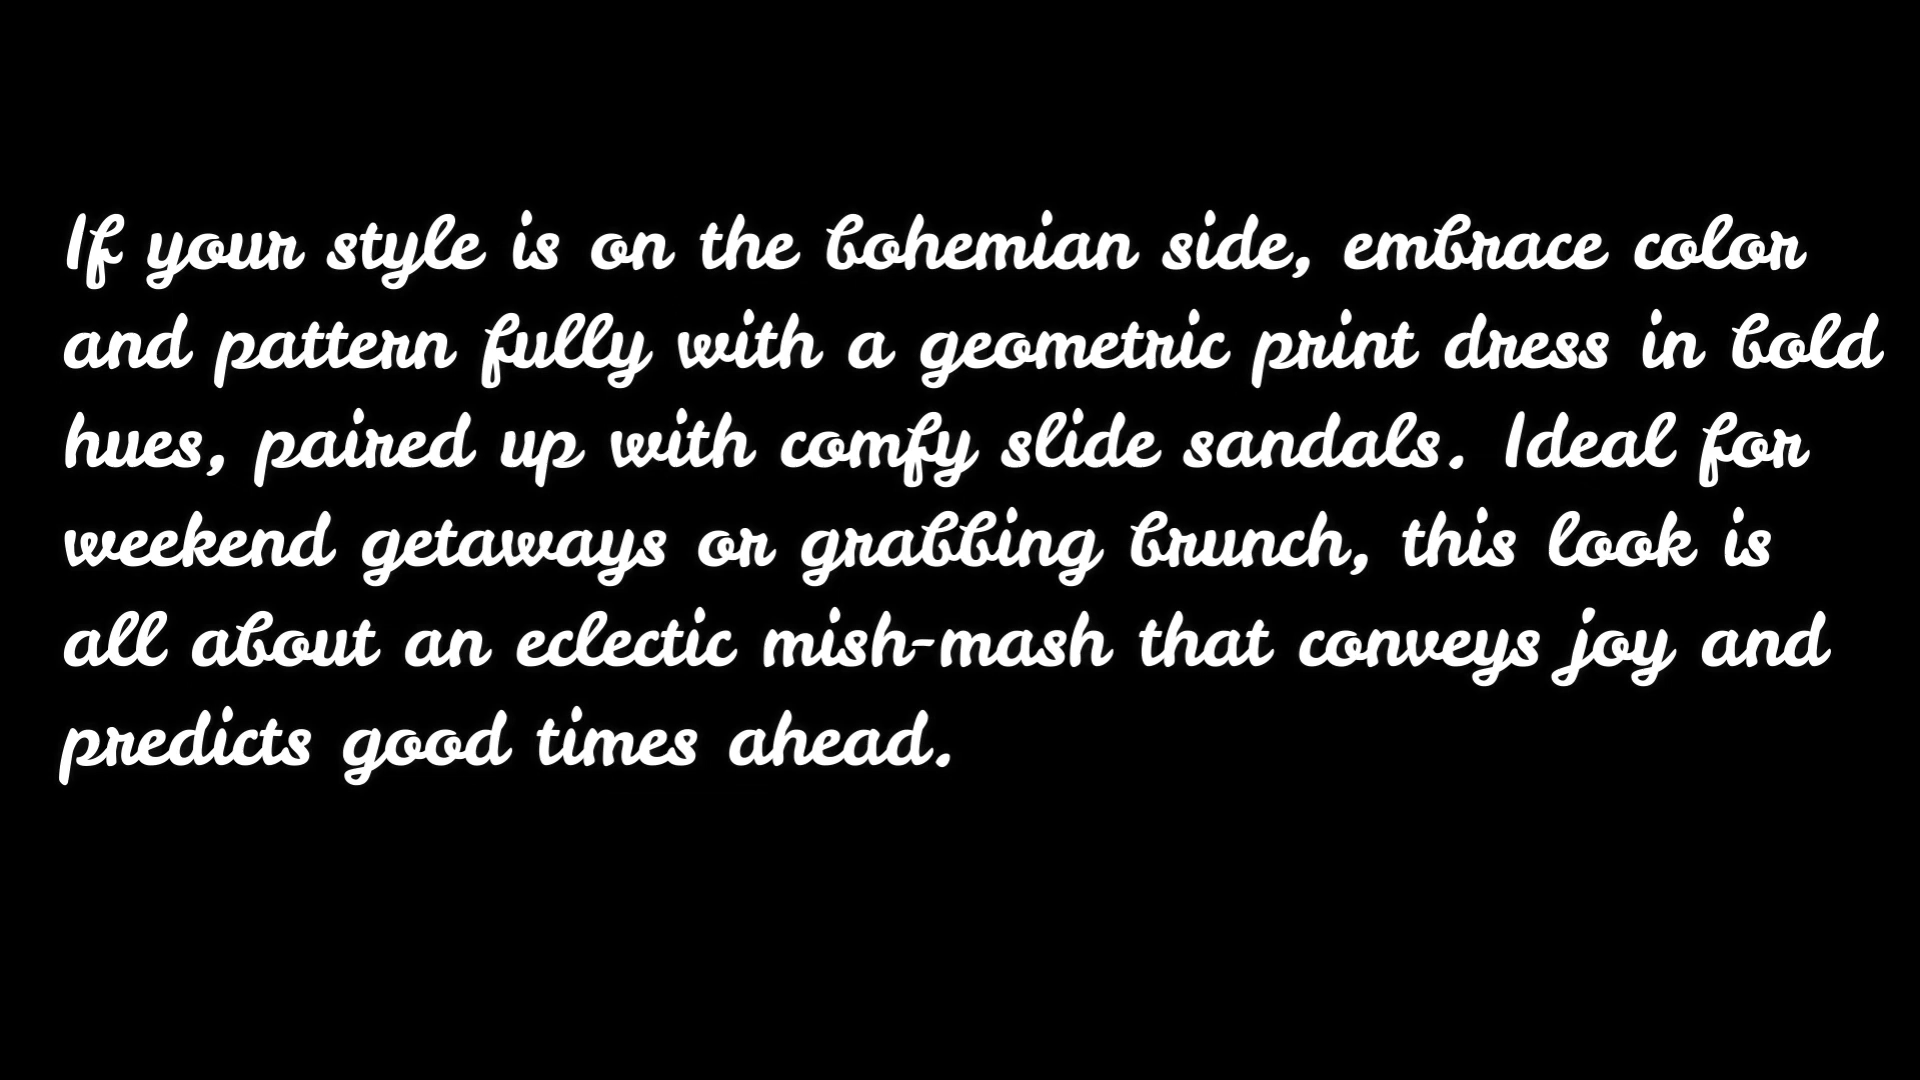 If your style is on the bohemian side, embrace color
and pattern fully with a geometric print dress in bold
hues, paired up with comfy slide sandals. Ideal for
weekend getaways or grabbing brunch, this look is
all about an eclectic mish-mash that conveys joy and
predicts good times ahead.